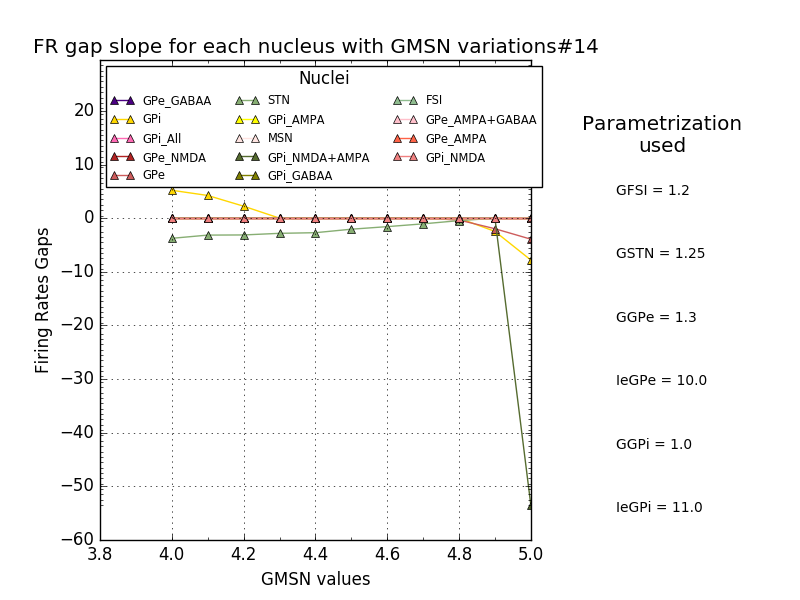 FR gap slope for each nucleus with GMSN variations#14
Nuclei
GPe_GABAA
GPi
GPi_All
GPe_NMDA
GPe
STN
GPi_AMPA
MSN
GPi_NMDA+AMPA
GPi_GABAA
FSI
GPe_AMPA+GABAA
GPe_AMPA
GPi_NMDA
20
10
0
−10
−20
−30
−40
−50
−60
Firing Rates Gaps
3.8 4.0 4.2 4.4 4.6 4.8 5.0
GMSN values
Parametrization
used
GFSI = 1.2
GSTN = 1.25
GGPe = 1.3
IeGPe = 10.0
GGPi = 1.0
IeGPi = 11.0